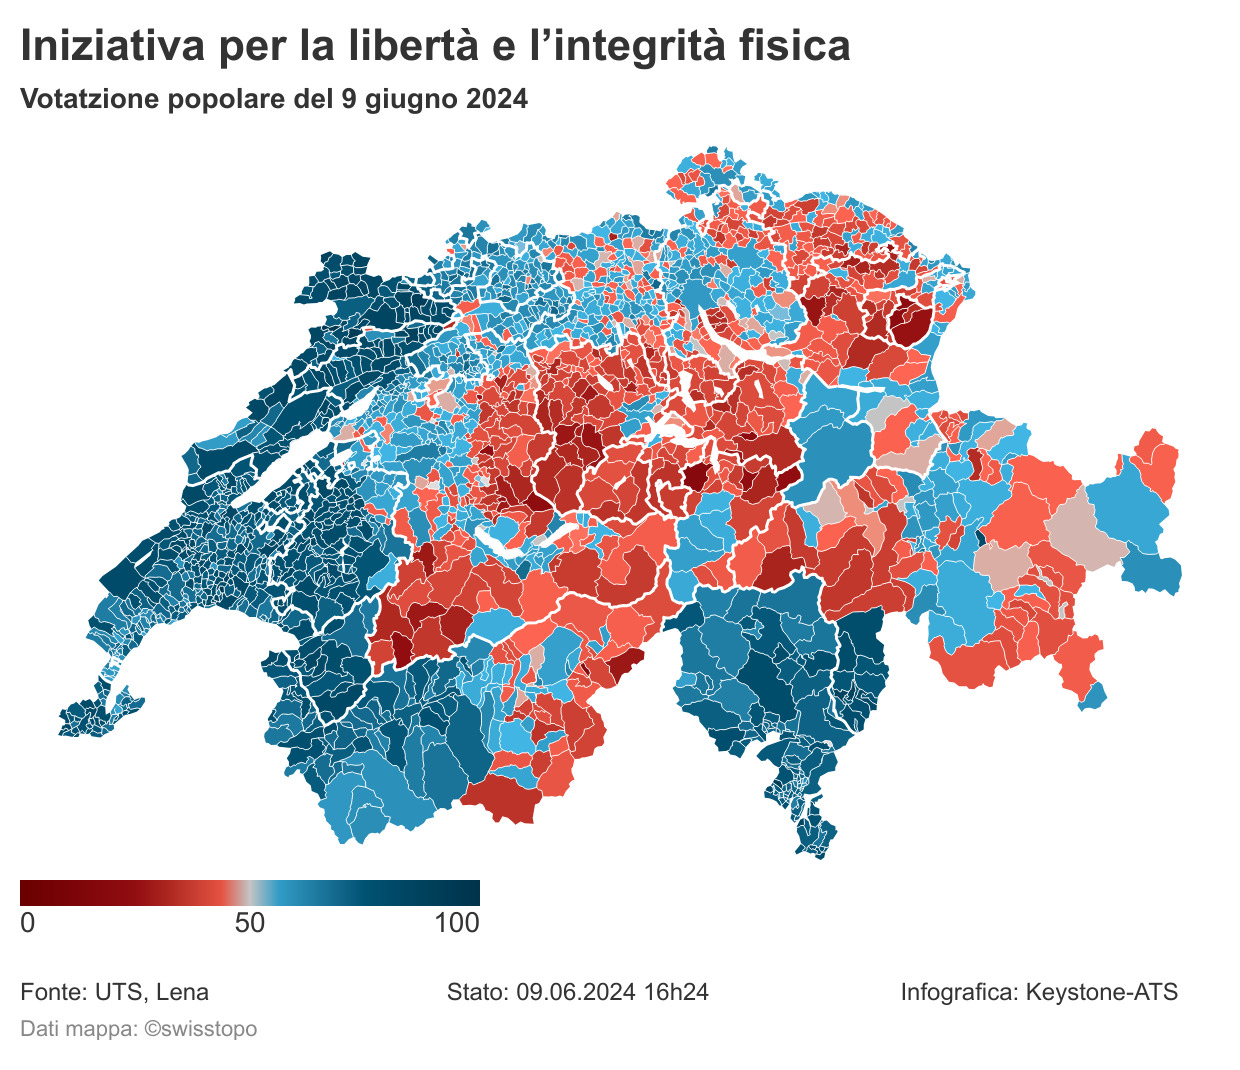 Iniziativa per la libertà e l’integrità fisica
Votatzione popolare del 9 giugno 2024
0 50 100
Fonte: UTS, Lena Stato: 09.06.2024 16h24 Infografica: Keystone-ATS
Dati mappa: ©swisstopo